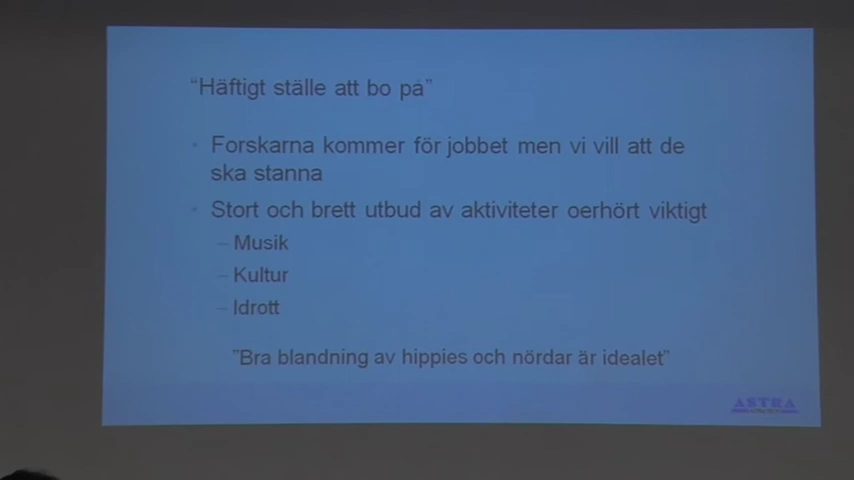 “Häftigt ställe att bo på”
• Forskarna kommer för jobbet men vi vill att de
ska stanna
• Stort och brett utbud av aktiviteter oerhört viktigt
– Musik
– Kultur
– Idrott
”Bra blandning av hippies och nördar är idealet”
ASTRA